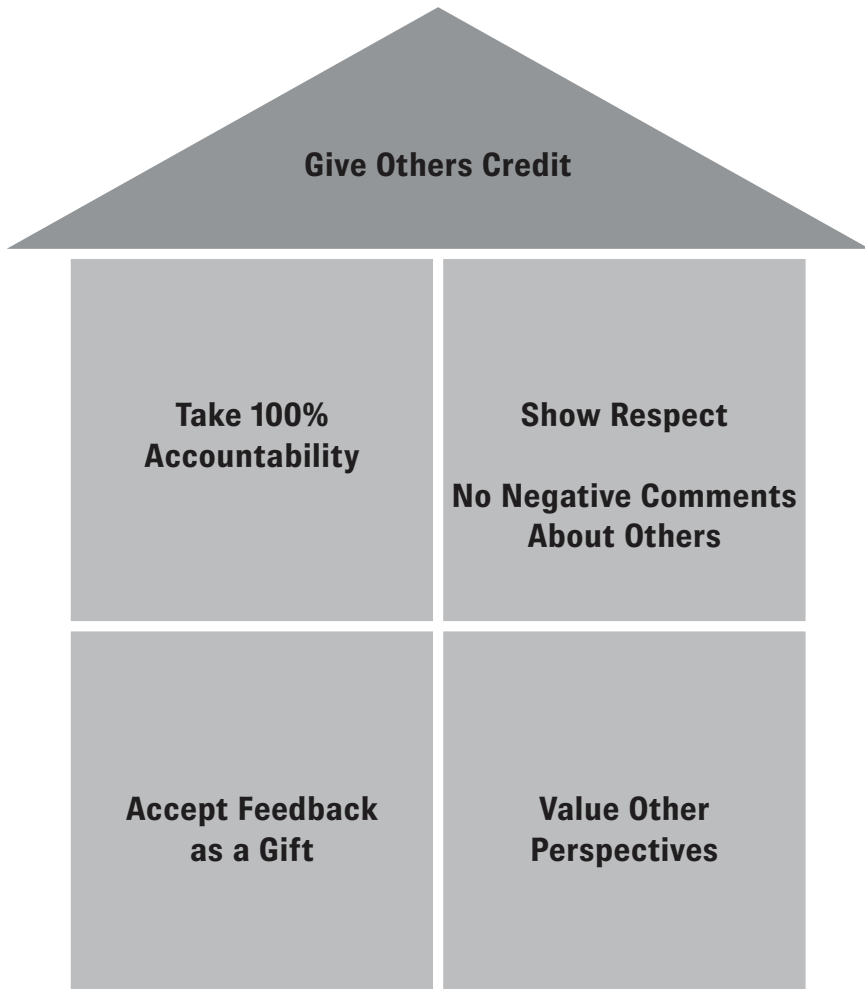 Give Others Credit
Take 100%
Accountability
Show Respect
No Negative Comments
About Others
Accept Feedback
as a Gift
Value Other
Perspectives